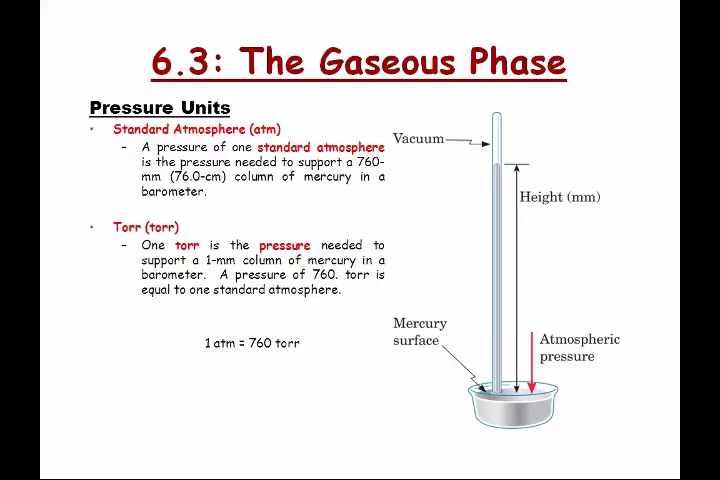 6.3: The Gaseous Phase
Pressure Units
• Standard Atmosphere (atm)
– A pressure of one standard atmosphere
is the pressure needed to support a 760-
mm (76.0-cm) column of mercury in a
barometer.
• Torr (torr)
– One torr is the pressure needed to
support a 1-mm column of mercury in a
barometer. A pressure of 760. torr is
equal to one standard atmosphere.
1 atm = 760 torr
Vacuum
Height (mm)
Mercury
surface
Atmospheric
pressure